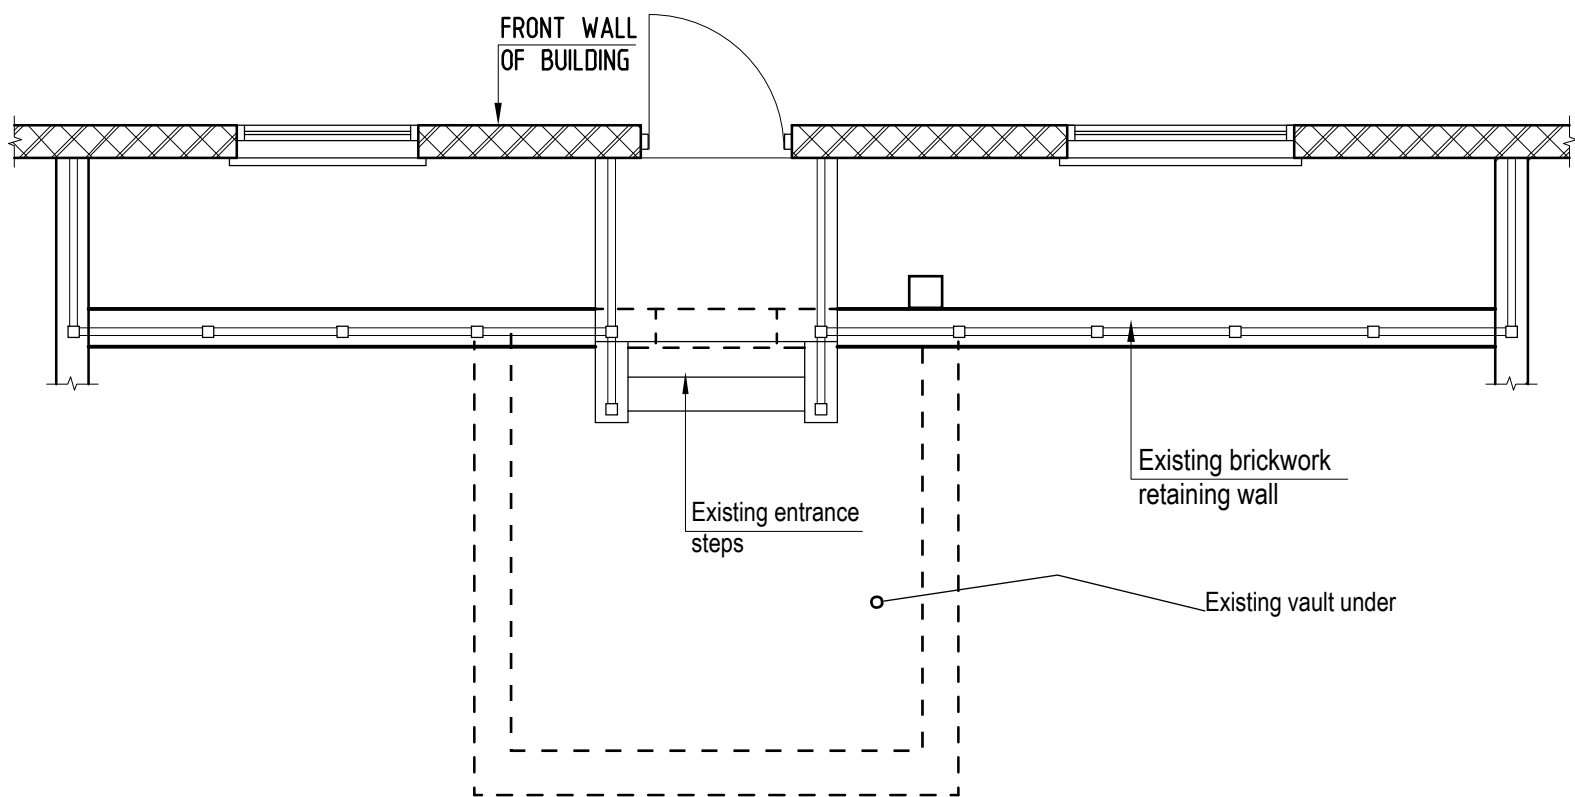 FRONT WALL
OF BUILDING
Existing brickwork
retaining wall
Existing entrance
steps
Existing vault under